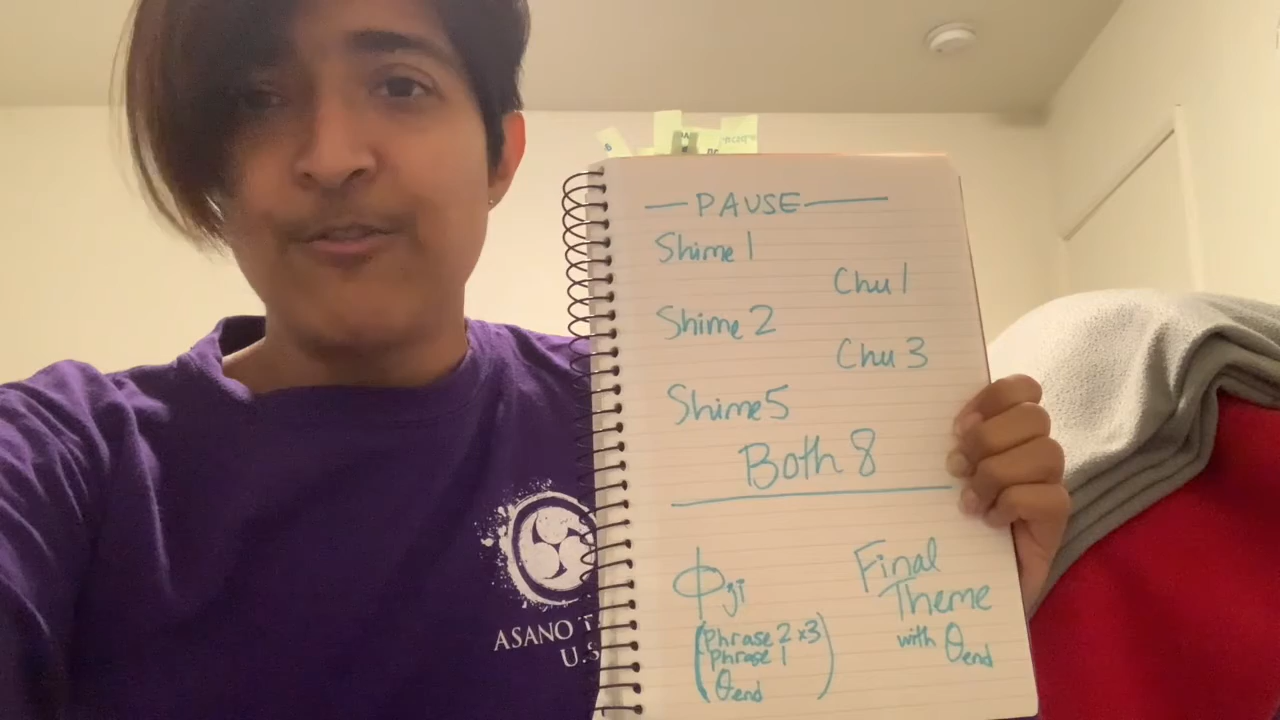 — PAUSE —
Shime 1
Chu 1
Shime 2
Chu 3
Shime 5
Both 8
Φji
(Phrase 2 x3
Phrase 1
θend)
Final
Theme
with θend
ASANO T
U.S